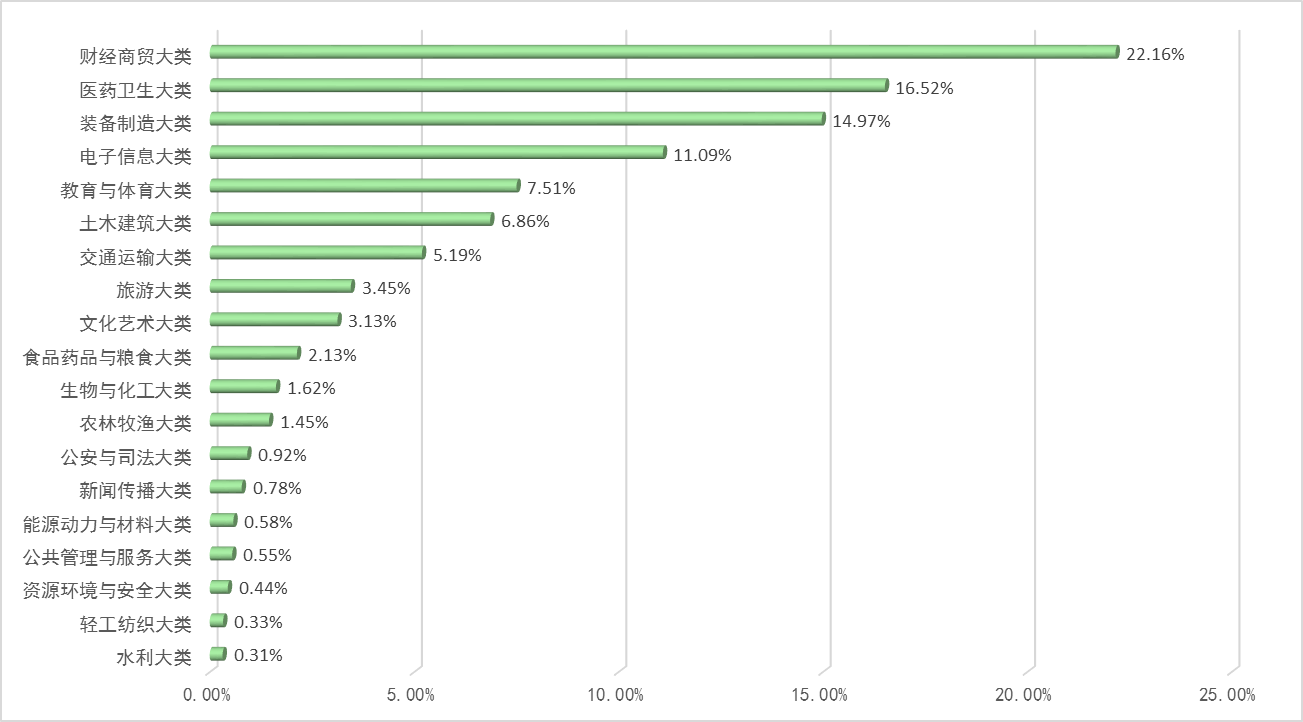 财经商贸大类 22.16%
医药卫生大类 16.52%
装备制造大类 14.97%
电子信息大类 11.09%
教育与体育大类 7.51%
土木建筑大类 6.86%
交通运输大类 5.19%
旅游大类 3.45%
文化艺术大类 3.13%
食品药品与粮食大类 2.13%
生物与化工大类 1.62%
农林牧渔大类 1.45%
公安与司法大类 0.92%
新闻传播大类 0.78%
能源动力与材料大类 0.58%
公共管理与服务大类 0.55%
资源环境与安全大类 0.44%
轻工纺织大类 0.33%
水利大类 0.31%
0.00% 5.00% 10.00% 15.00% 20.00% 25.00%